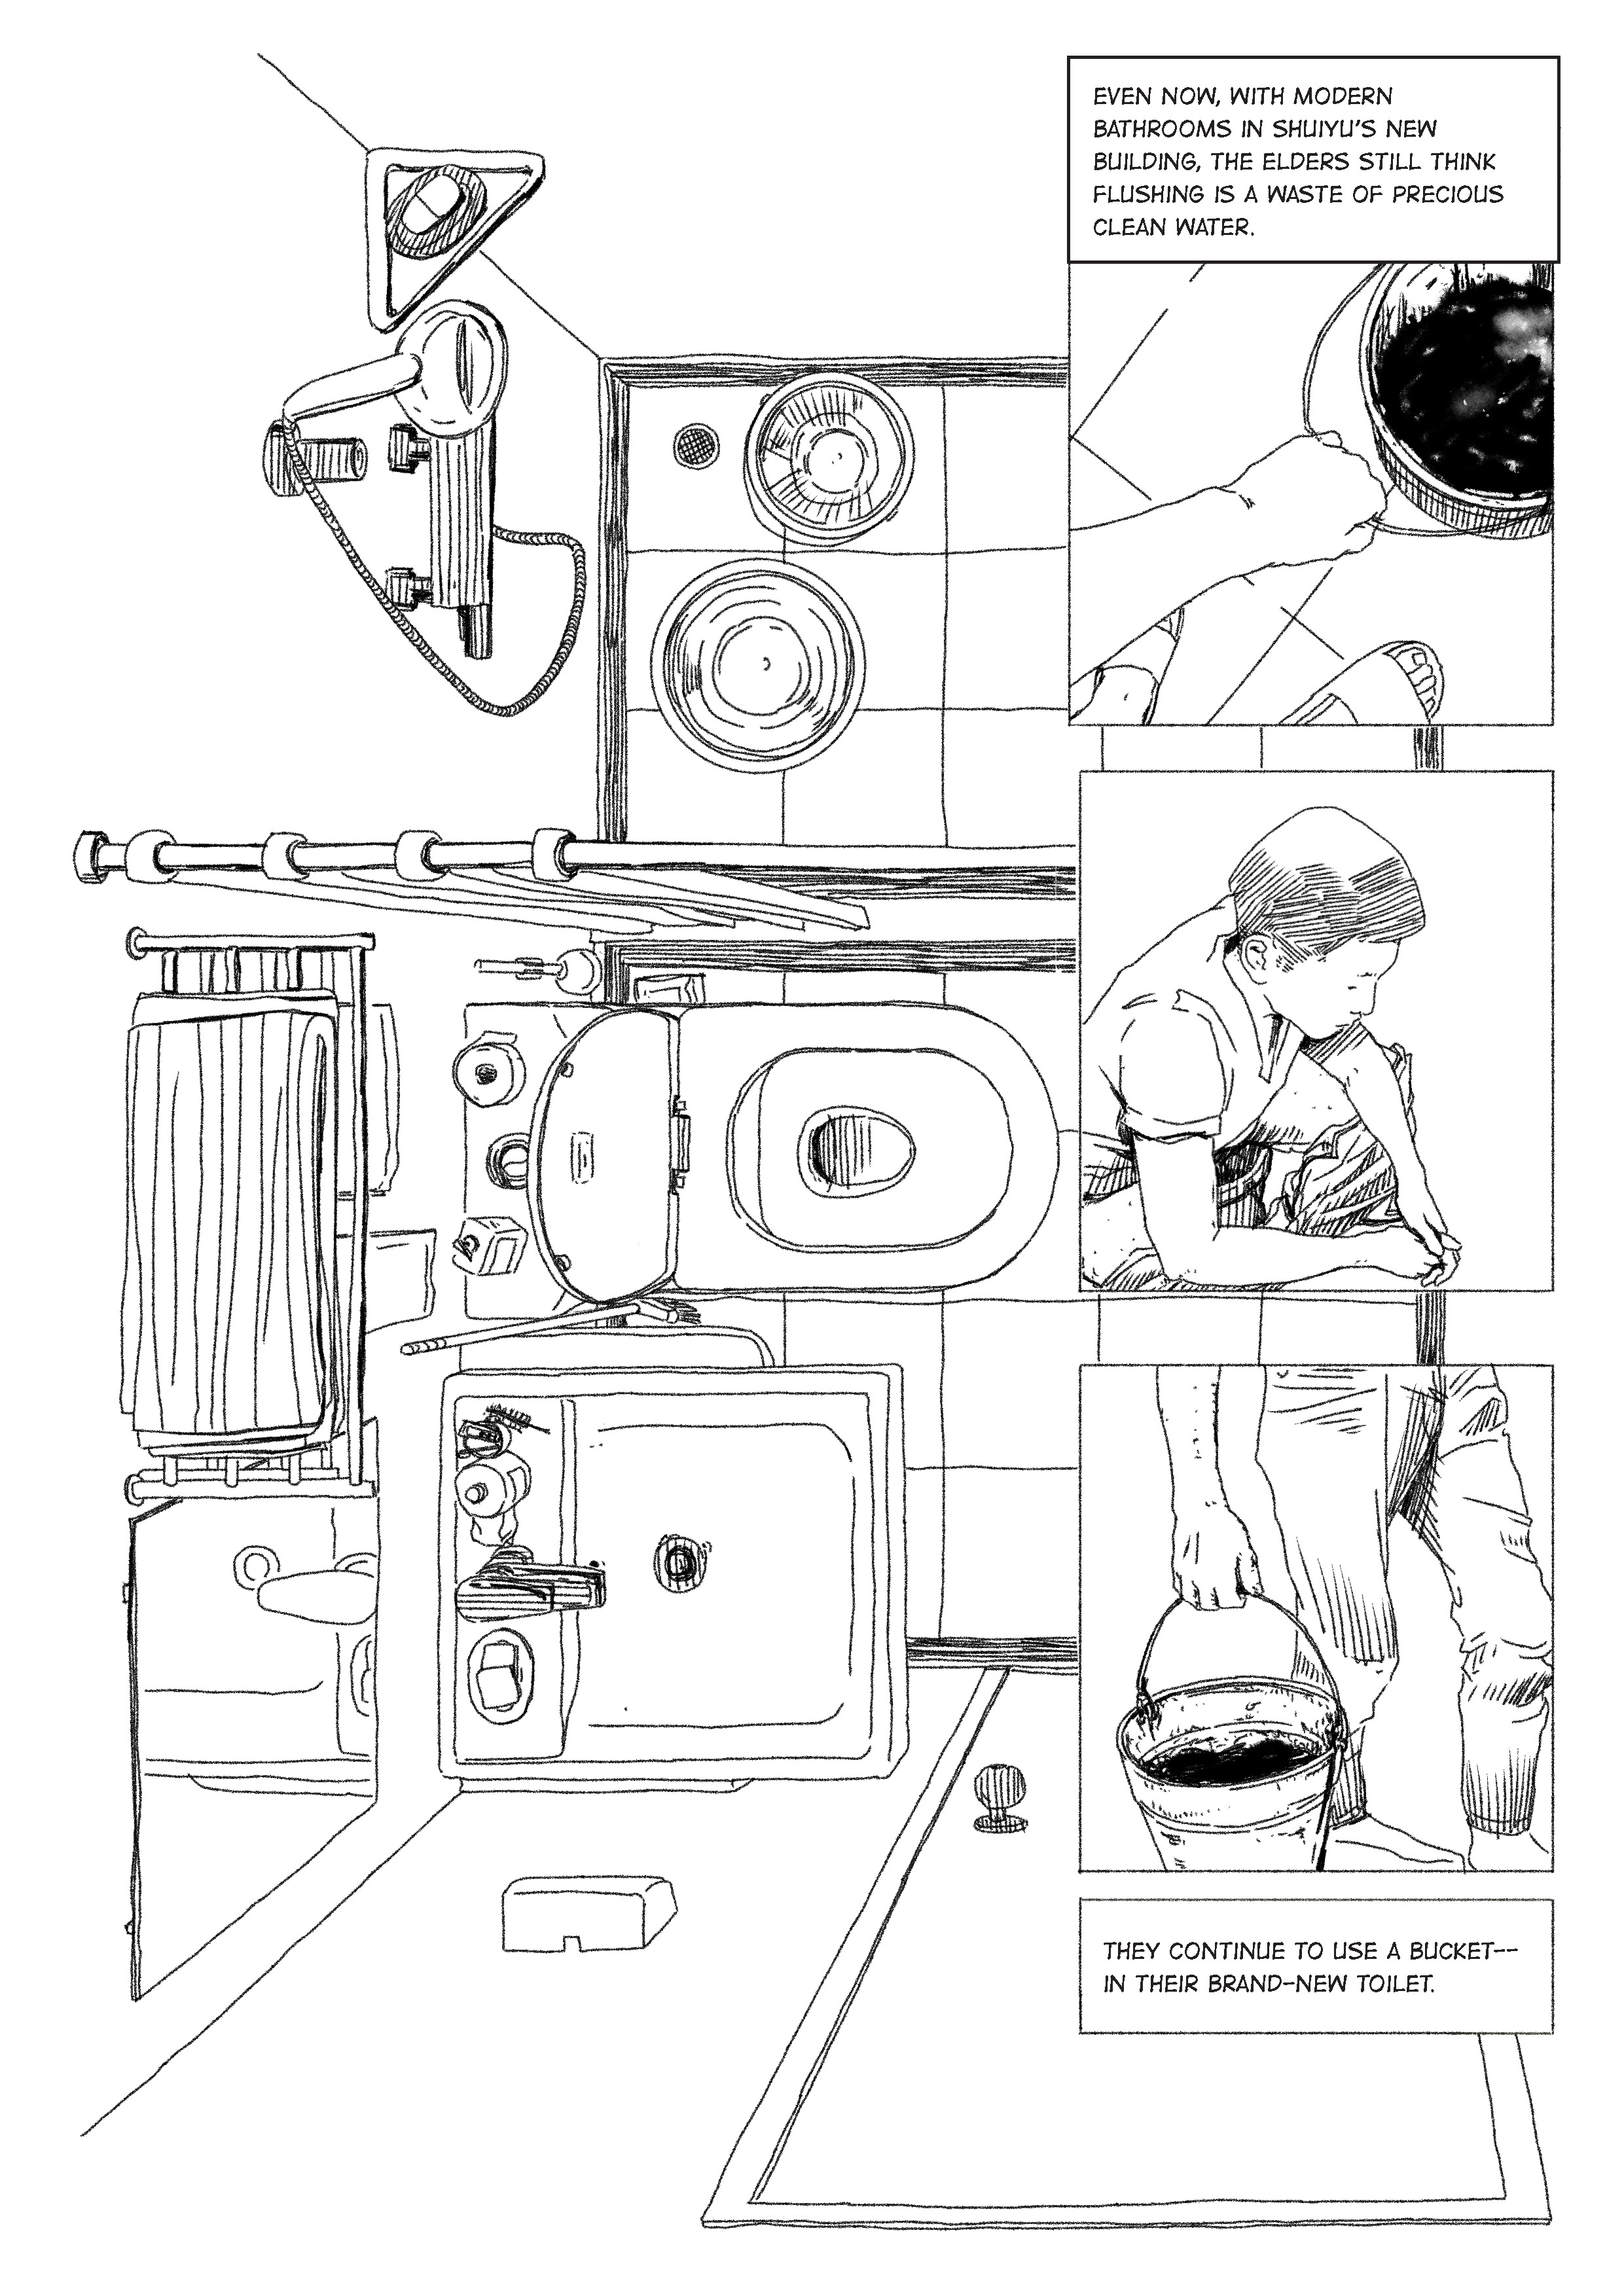 EVEN NOW, WITH MODERN
BATHROOMS IN SHUIYU'S NEW
BUILDING, THE ELDERS STILL THINK
FLUSHING IS A WASTE OF PRECIOUS
CLEAN WATER.
THEY CONTINUE TO USE A BUCKET--
IN THEIR BRAND-NEW TOILET.